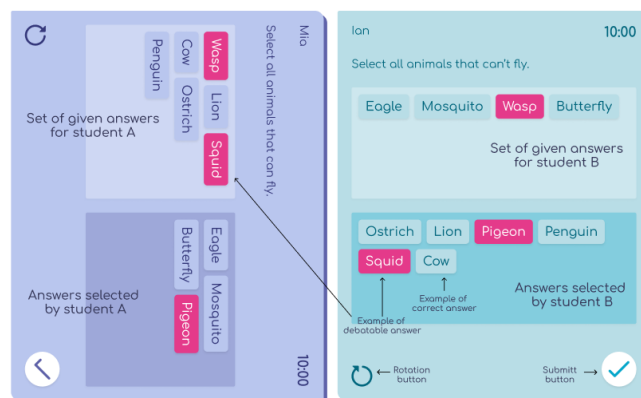 Mia
Select all animals that can fly.
Wasp
Lion
Squid
Cow
Ostrich
Penguin
Set of given answers
for student A
Eagle
Mosquito
Butterfly
Pigeon
Answers selected
by student A
10:00
Ian
10:00
Select all animals that can't fly.
Eagle Mosquito Wasp Butterfly
Set of given answers
for student B
Ostrich Lion Pigeon Penguin
Squid Cow
Answers selected
by student B
Example of
correct answer
Example of
debatable answer
Rotation
button
Submitt
button